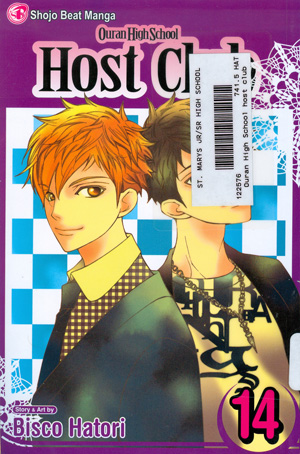 Shojo Beat Manga
Ouran High School
Host Club
ST. MARYS JR/SR HIGH SCHOOL
741.5 HAT
122576
Ouran High School host club
Story & Art by
Bisco Hatori
14